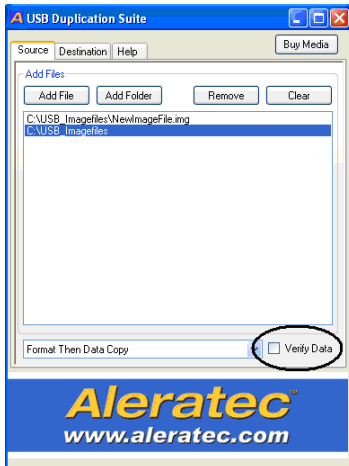 A USB Duplication Suite
Source Destination Help Buy Media
Add Files
Add File Add Folder Remove Clear
C:\USB_Imagefiles\NewImageFile.img
C:\USB_Imagefiles
Format Then Data Copy Verify Data
Aleratec™
www.aleratec.com